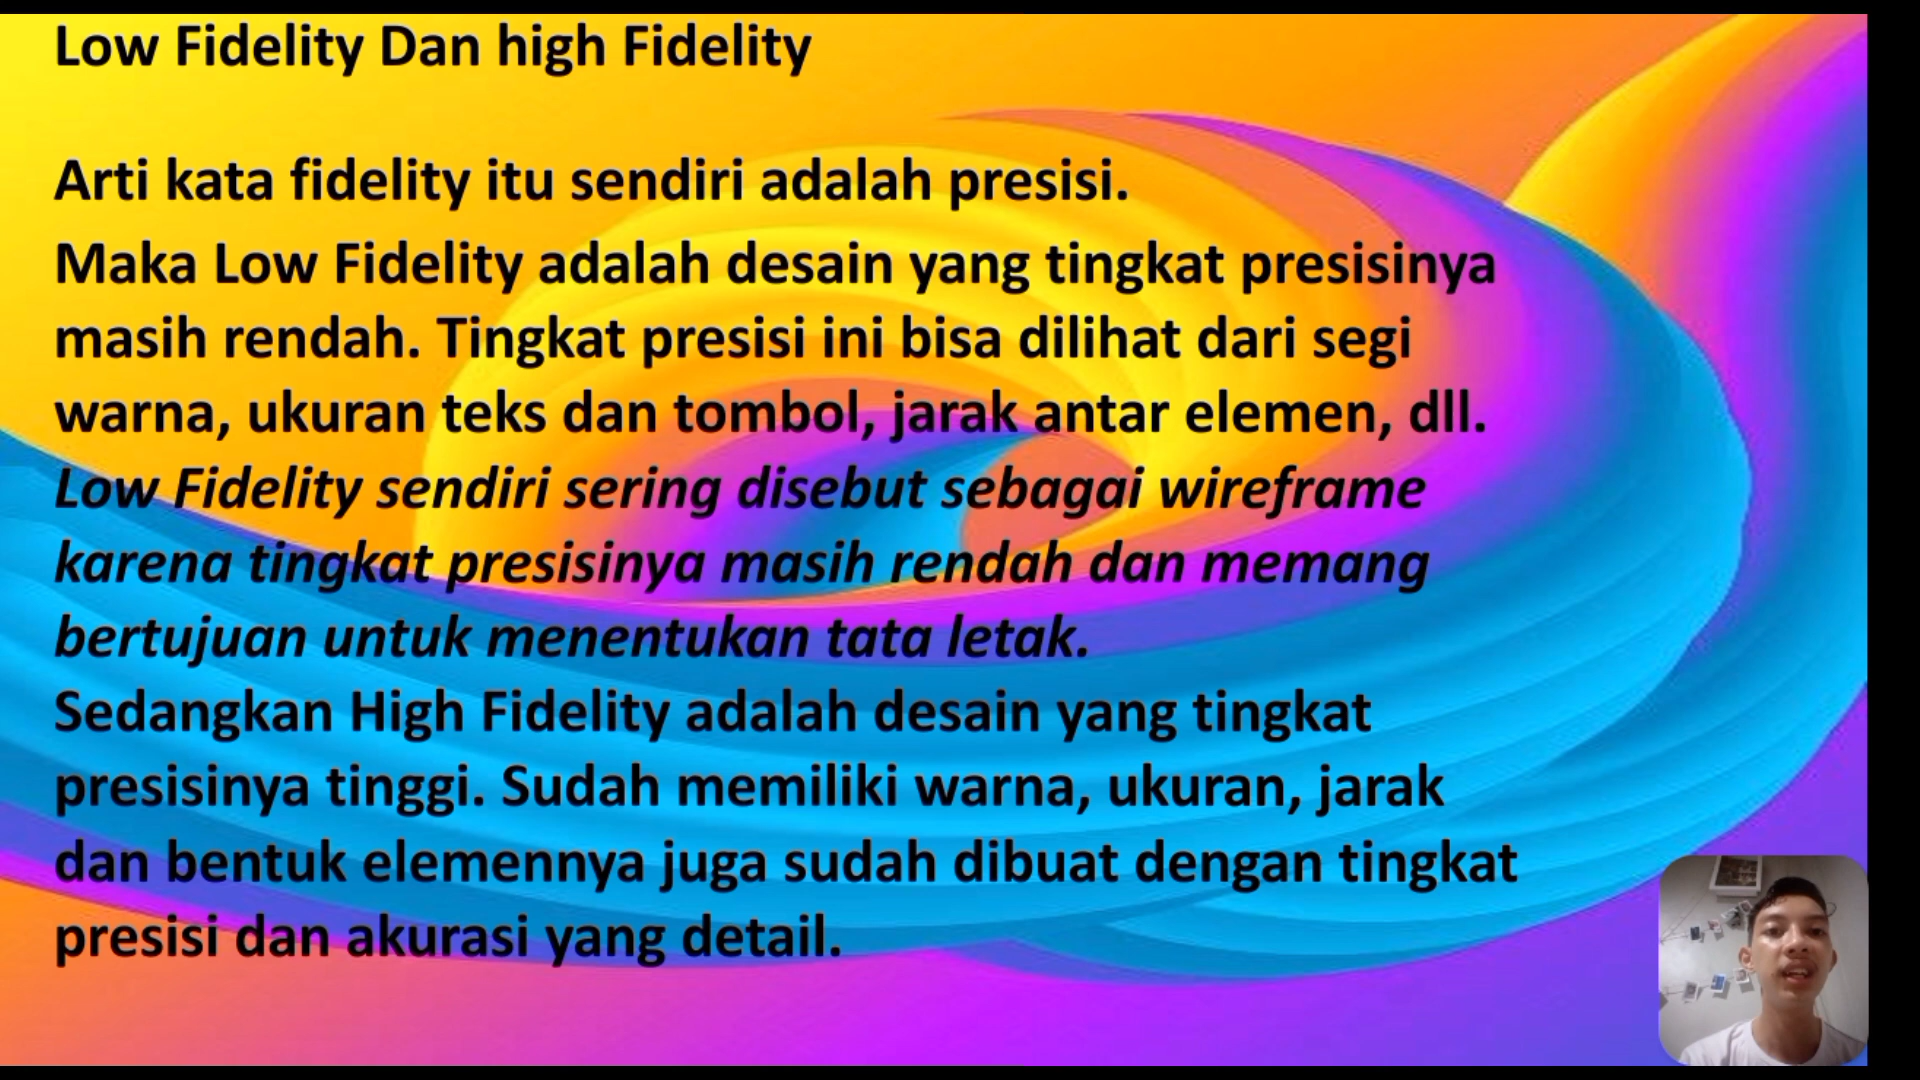 Low Fidelity Dan high Fidelity
Arti kata fidelity itu sendiri adalah presisi.
Maka Low Fidelity adalah desain yang tingkat presisinya
masih rendah. Tingkat presisi ini bisa dilihat dari segi
warna, ukuran teks dan tombol, jarak antar elemen, dll.
Low Fidelity sendiri sering disebut sebagai wireframe
karena tingkat presisinya masih rendah dan memang
bertujuan untuk menentukan tata letak.
Sedangkan High Fidelity adalah desain yang tingkat
presisinya tinggi. Sudah memiliki warna, ukuran, jarak
dan bentuk elemennya juga sudah dibuat dengan tingkat
presisi dan akurasi yang detail.